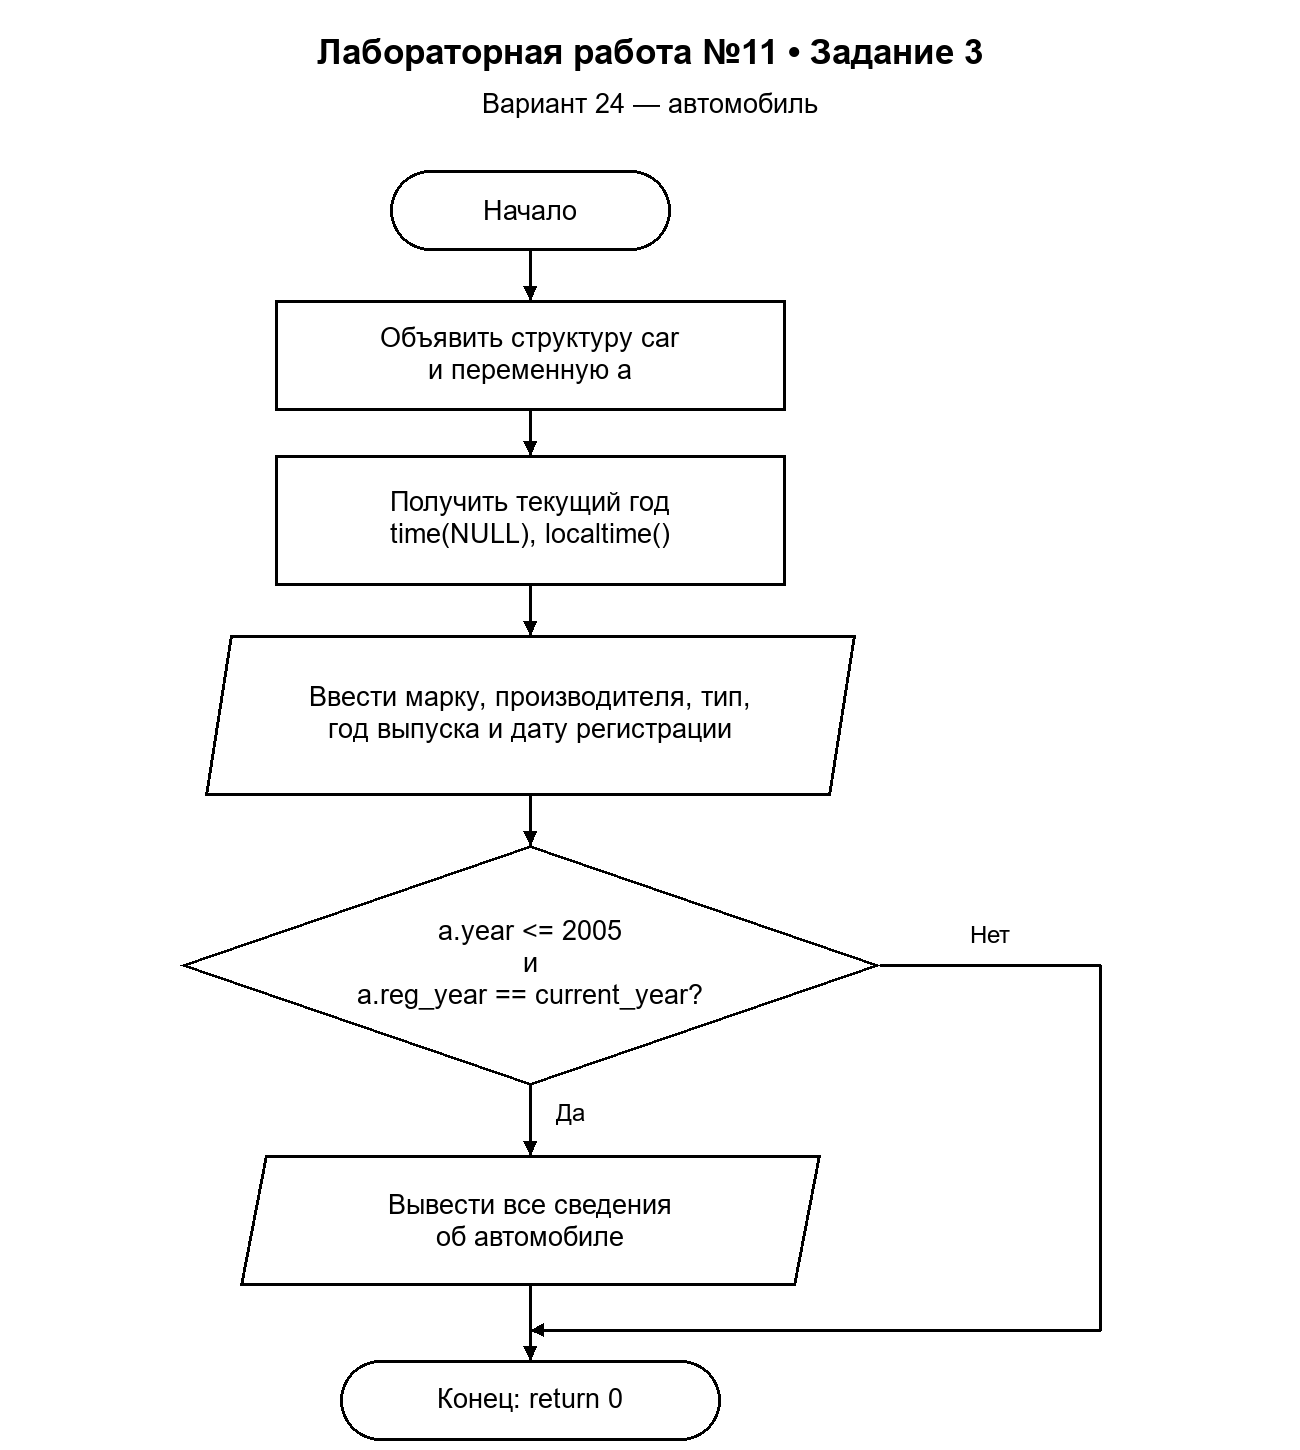 Лабораторная работа №11 • Задание 3
Вариант 24 — автомобиль
Начало
Объявить структуру car
и переменную a
Получить текущий год
time(NULL), localtime()
Ввести марку, производителя, тип,
год выпуска и дату регистрации
a.year <= 2005
и
a.reg_year == current_year?
Нет
Да
Вывести все сведения
об автомобиле
Конец: return 0